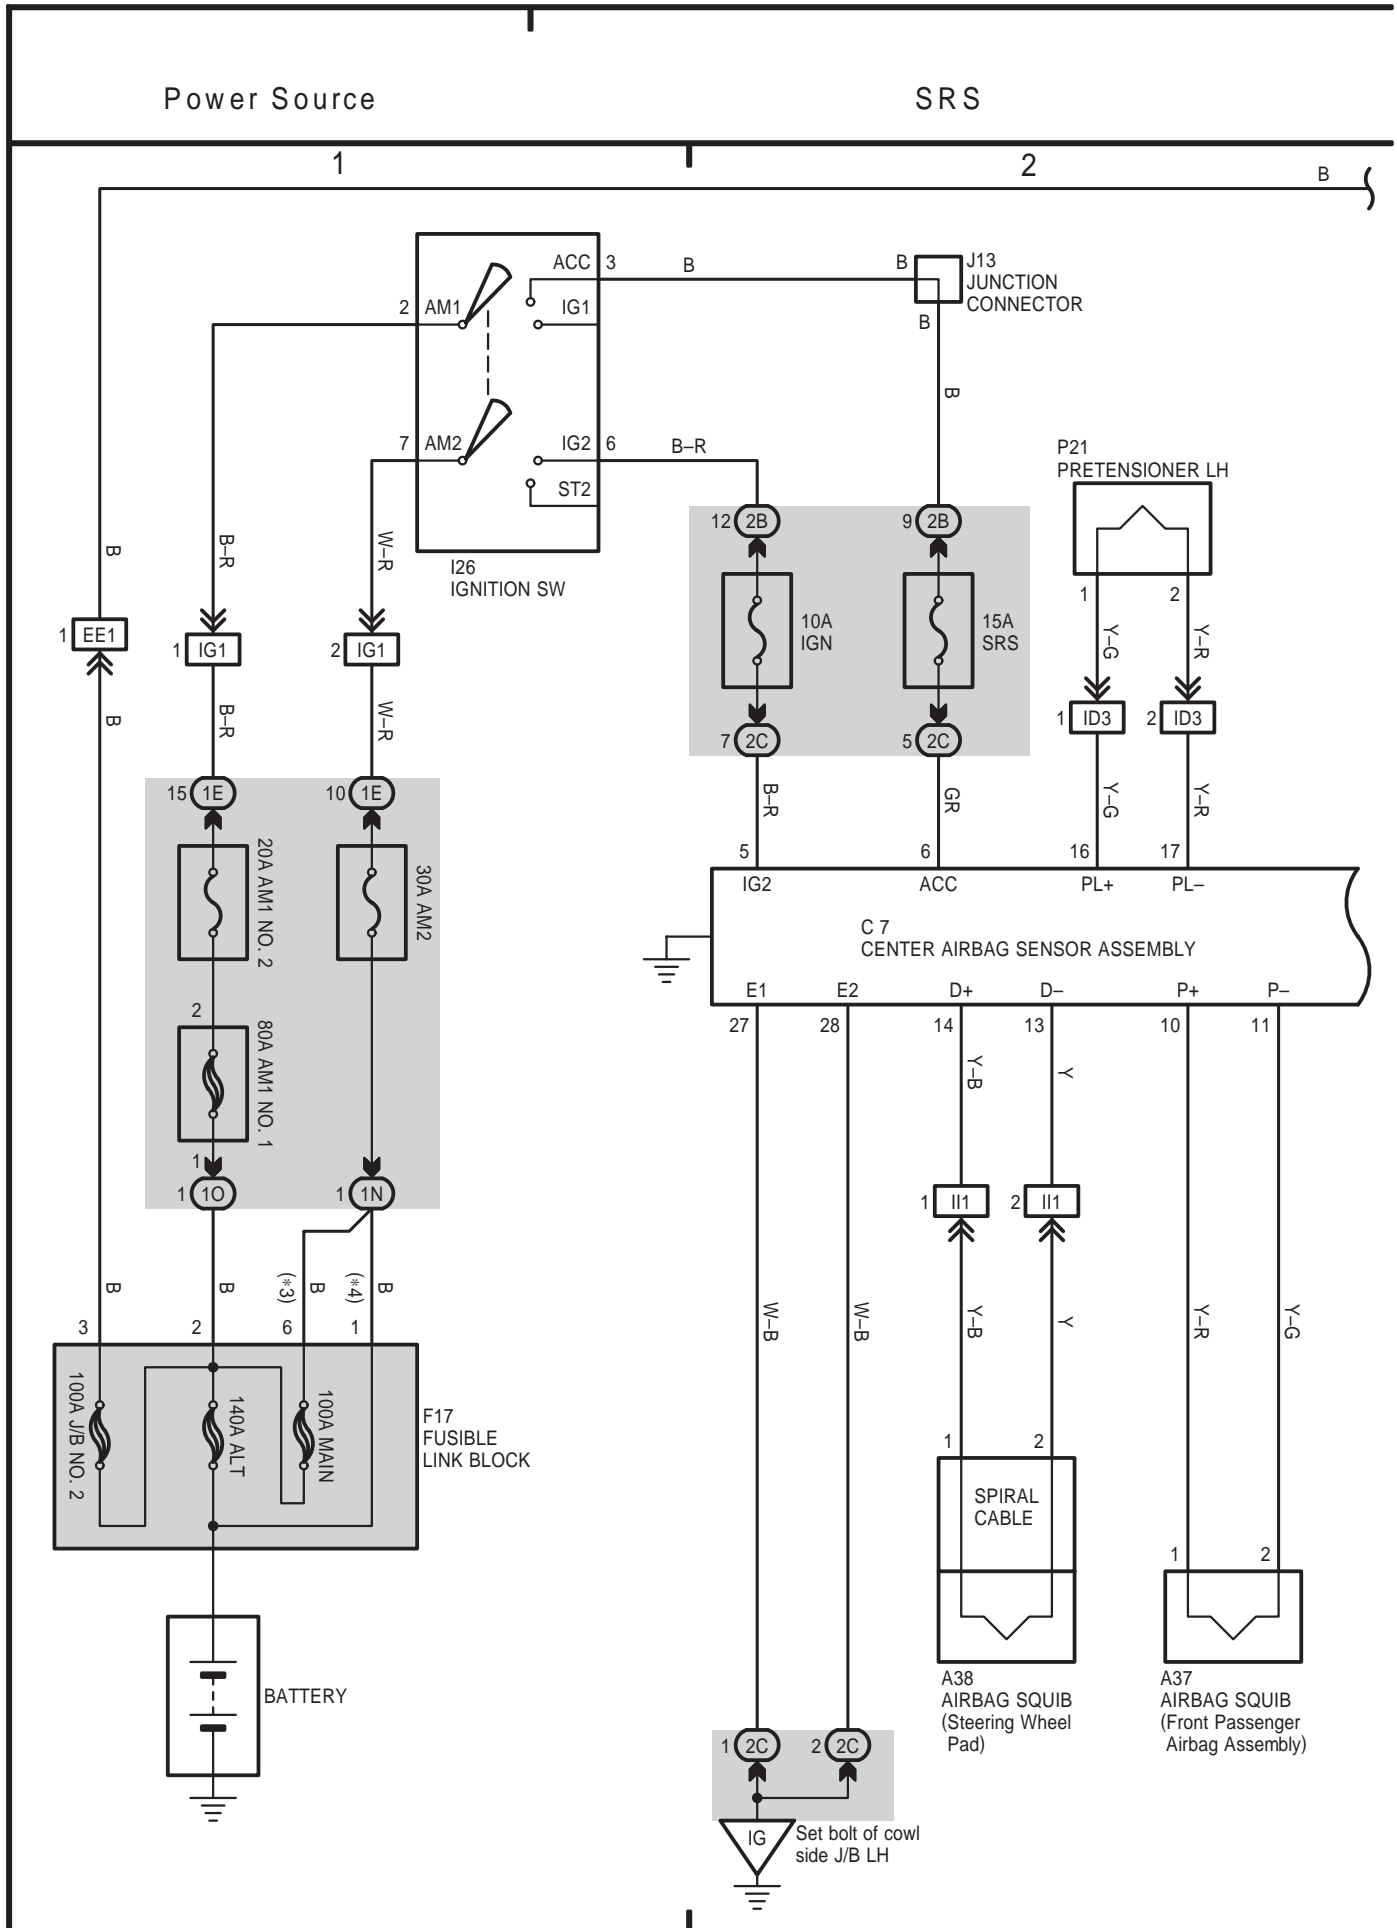 Power Source
SRS
1
2
B
ACC 3
B
B
J13
JUNCTION
CONNECTOR
2 AM1
IG1
B
B
7 AM2
IG2 6
B–R
ST2
P21
PRETENSIONER LH
I26
IGNITION SW
12 2B
9 2B
B
B–R
W–R
10A
IGN
15A
SRS
1
2
1 EE1
1 IG1
2 IG1
Y–G
Y–R
B
B–R
W–R
7 2C
5 2C
1 ID3
2 ID3
15 1E
10 1E
B–R
GR
Y–G
Y–R
20A AM1 NO. 2
30A AM2
5
6
16
17
IG2
ACC
PL+
PL–
C 7
CENTER AIRBAG SENSOR ASSEMBLY
E1
E2
D+
D–
P+
P–
27
28
14
13
10
11
2
80A AM1 NO. 1
1
Y–B
Y
1 1O
1 1N
1 II1
2 II1
B
B
B
(*3)
B
(*4)
W–B
W–B
Y–B
Y
Y–R
Y–G
3
2
6
1
100A J/B NO. 2
140A ALT
100A MAIN
F17
FUSIBLE
LINK BLOCK
1
2
SPIRAL
CABLE
1
2
BATTERY
A38
AIRBAG SQUIB
(Steering Wheel
Pad)
A37
AIRBAG SQUIB
(Front Passenger
Airbag Assembly)
1 2C
2 2C
IG
Set bolt of cowl
side J/B LH